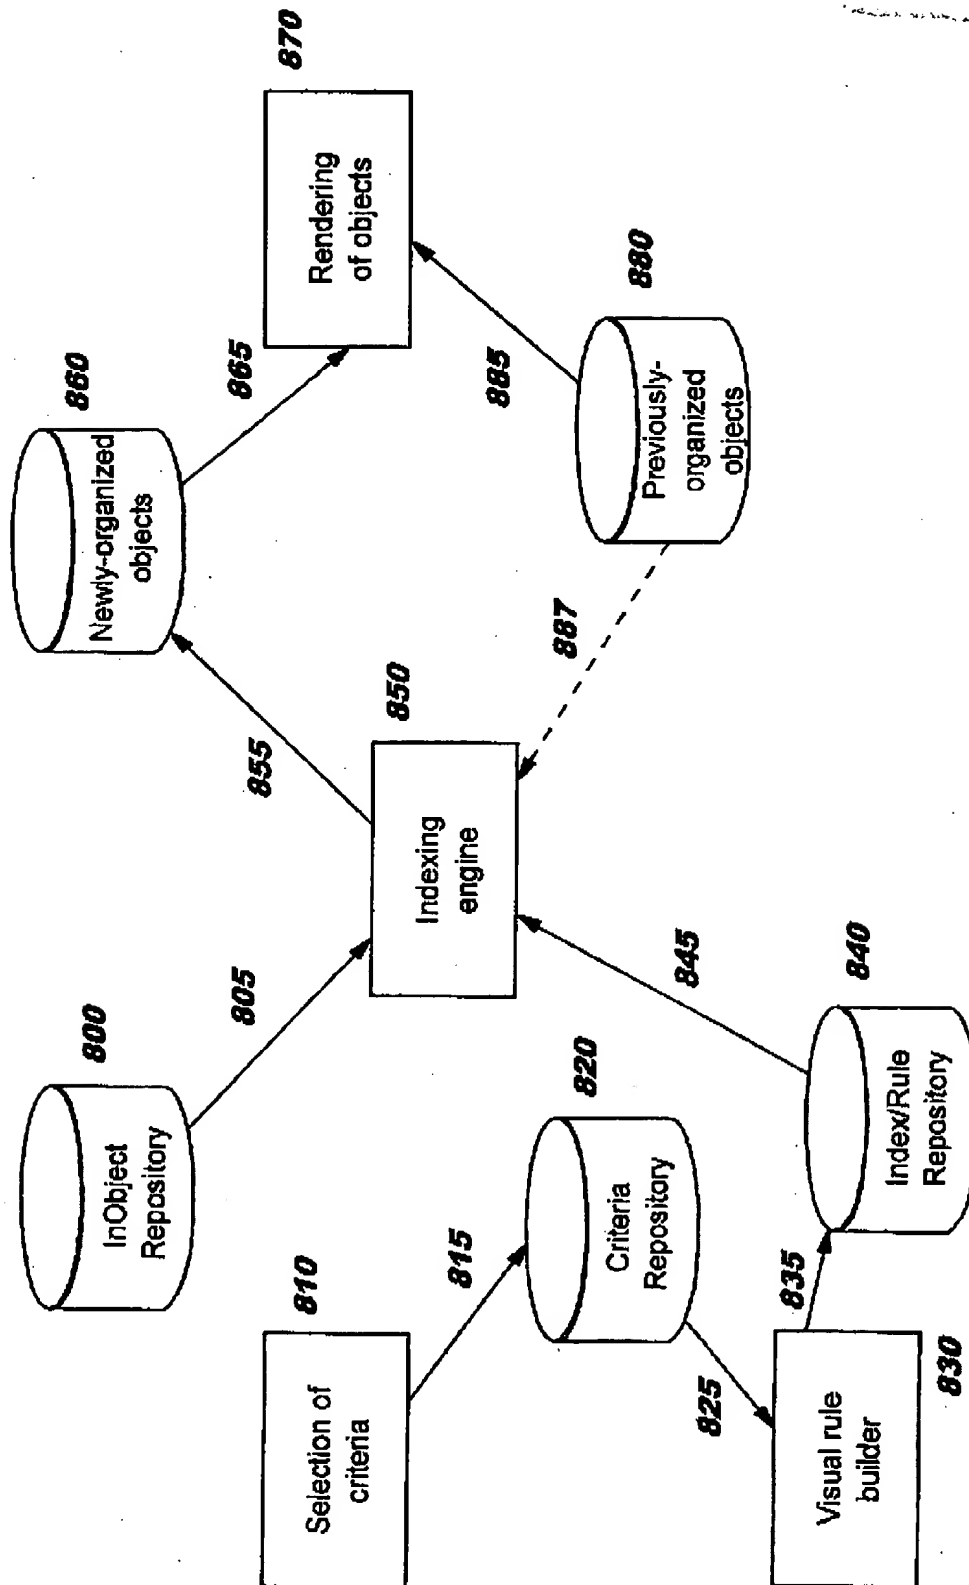 800
InObject
Repository
805
810
Selection of
criteria
815
820
Criteria
Repository
825
Visual rule
builder
830
835
Index/Rule
Repository
840
845
Indexing
engine
850
855
Newly-organized
objects
860
865
Rendering
of objects
870
Previously-
organized
objects
880
885
887